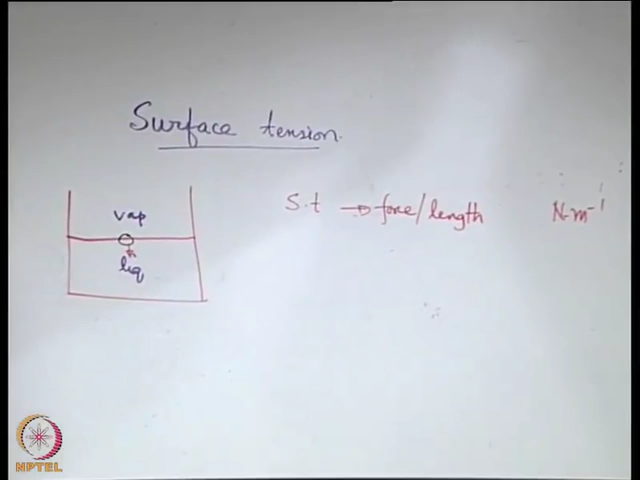 Surface tension.
S.t → force/length N-m⁻¹
vap
liq
NPTEL